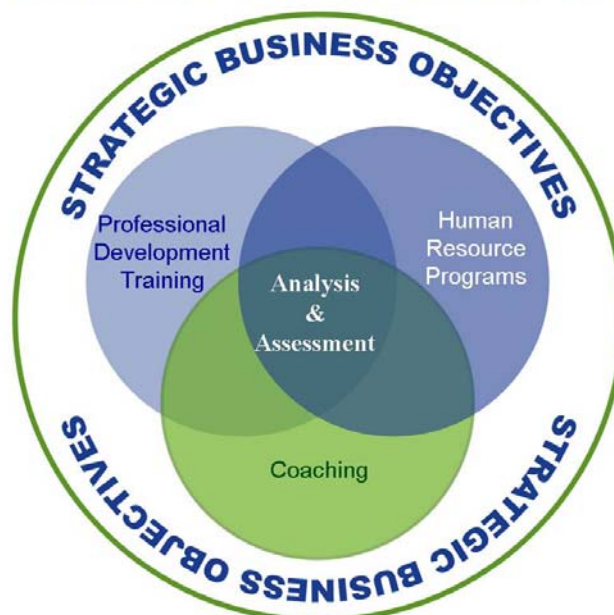 STRATEGIC BUSINESS OBJECTIVES
Professional
Development
Training
Human
Resource
Programs
Analysis
&
Assessment
Coaching
STRATEGIC BUSINESS OBJECTIVES